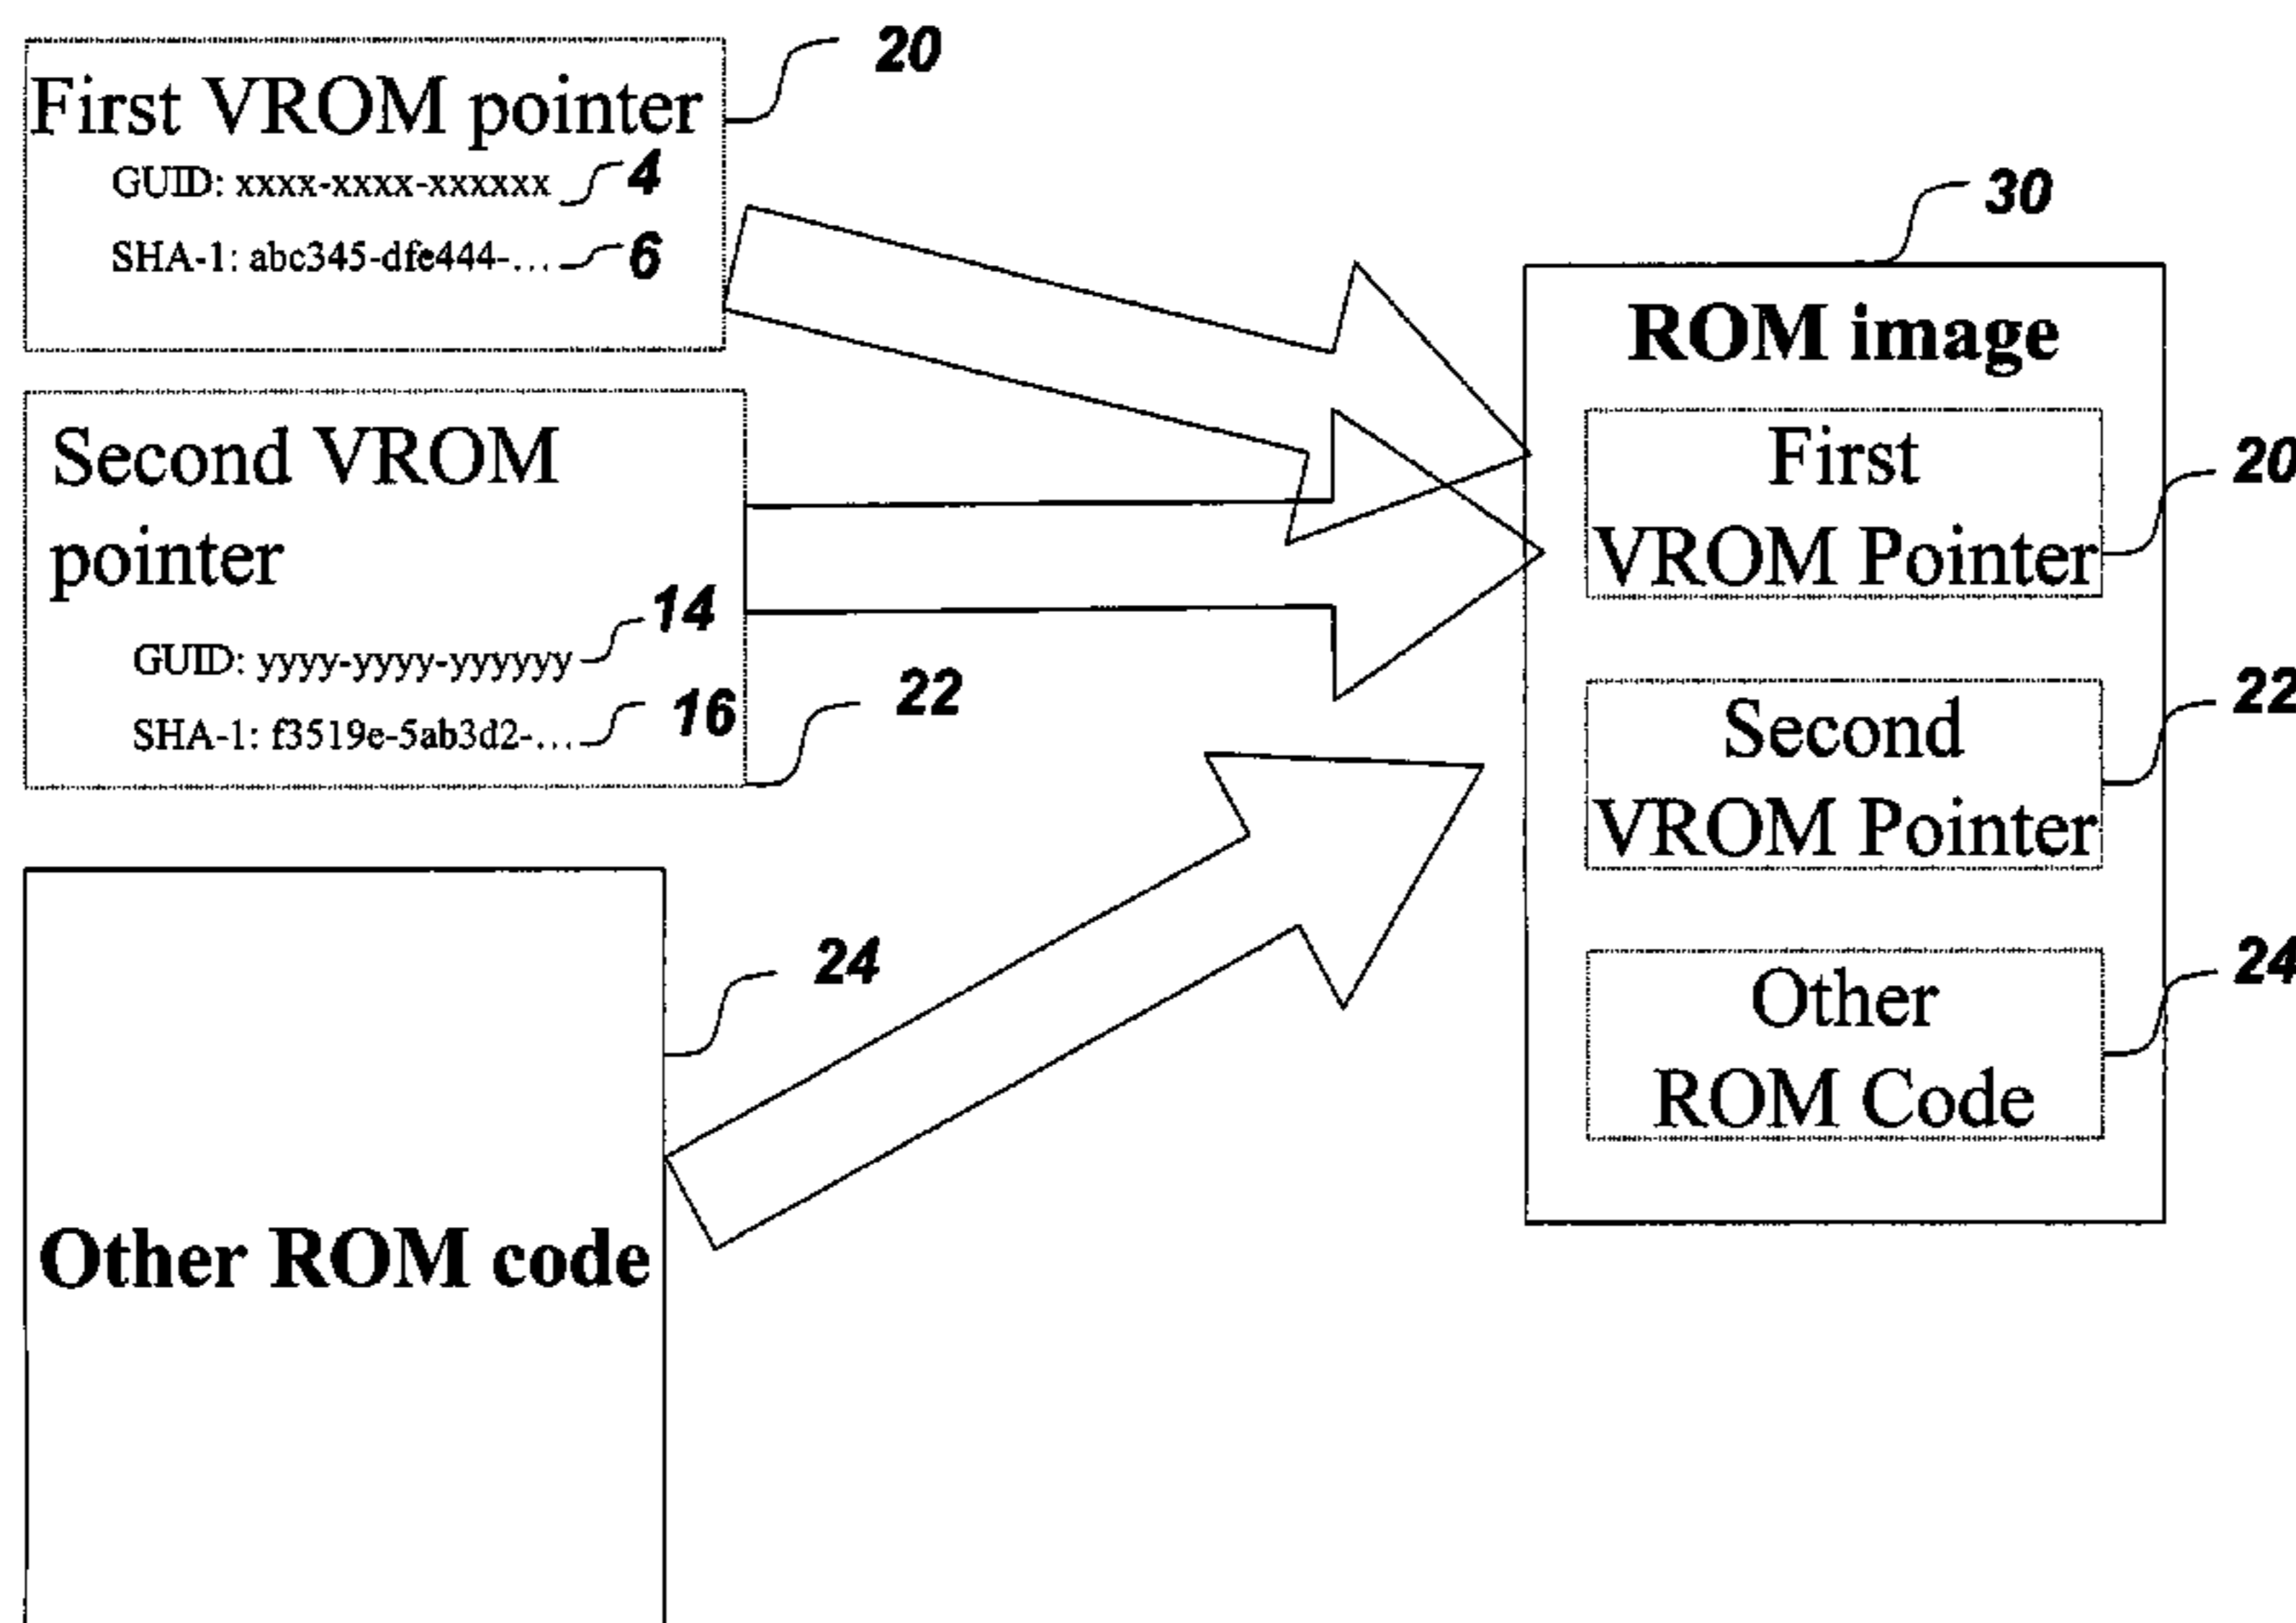 First VROM pointer
20
GUID: xxxx-xxxx-xxxxxx
4
SHA-1: abc345-dfe444-...
6
Second VROM
pointer
GUID: yyyy-yyyy-yyyyyy
14
SHA-1: f3519e-5ab3d2-...
16
22
Other ROM code
24
30
ROM image
First
VROM Pointer
20
Second
VROM Pointer
22
Other
ROM Code
24